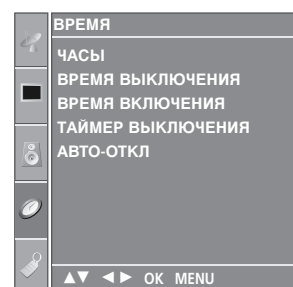 ВРЕМЯ
ЧАСЫ
ВРЕМЯ ВЫКЛЮЧЕНИЯ
ВРЕМЯ ВКЛЮЧЕНИЯ
ТАЙМЕР ВЫКЛЮЧЕНИЯ
АВТО-ОТКЛ
▲▼ ◄► OK MENU